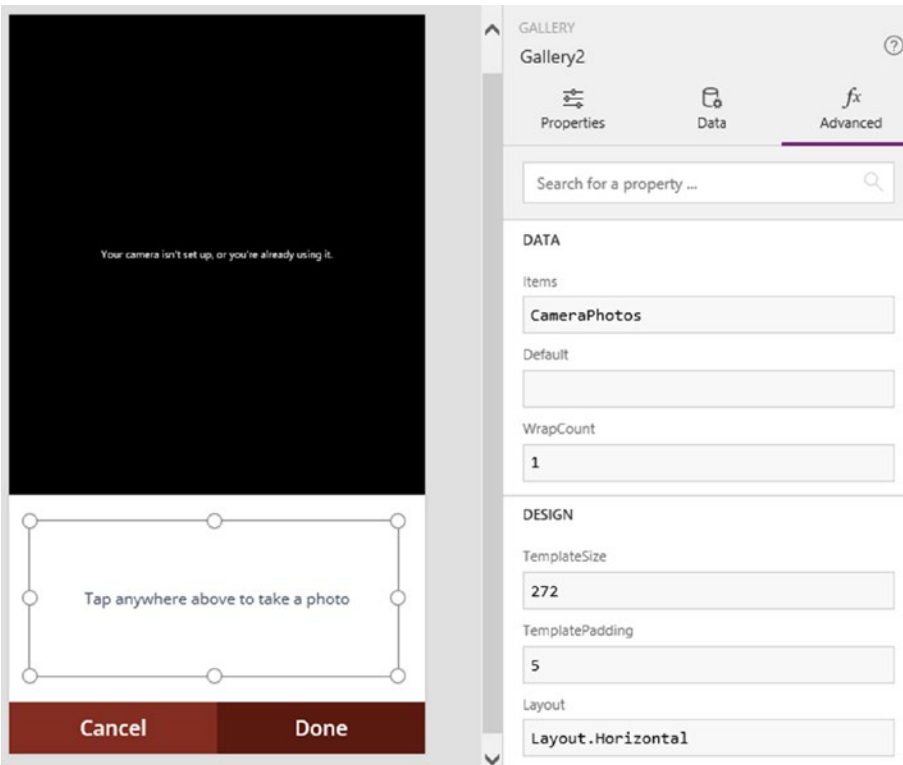 Your camera isn't set up, or you're already using it.
Tap anywhere above to take a photo
Cancel Done
GALLERY
Gallery2
?
Properties Data fx Advanced
Search for a property ...
DATA
Items
CameraPhotos
Default
WrapCount
1
DESIGN
TemplateSize
272
TemplatePadding
5
Layout
Layout.Horizontal